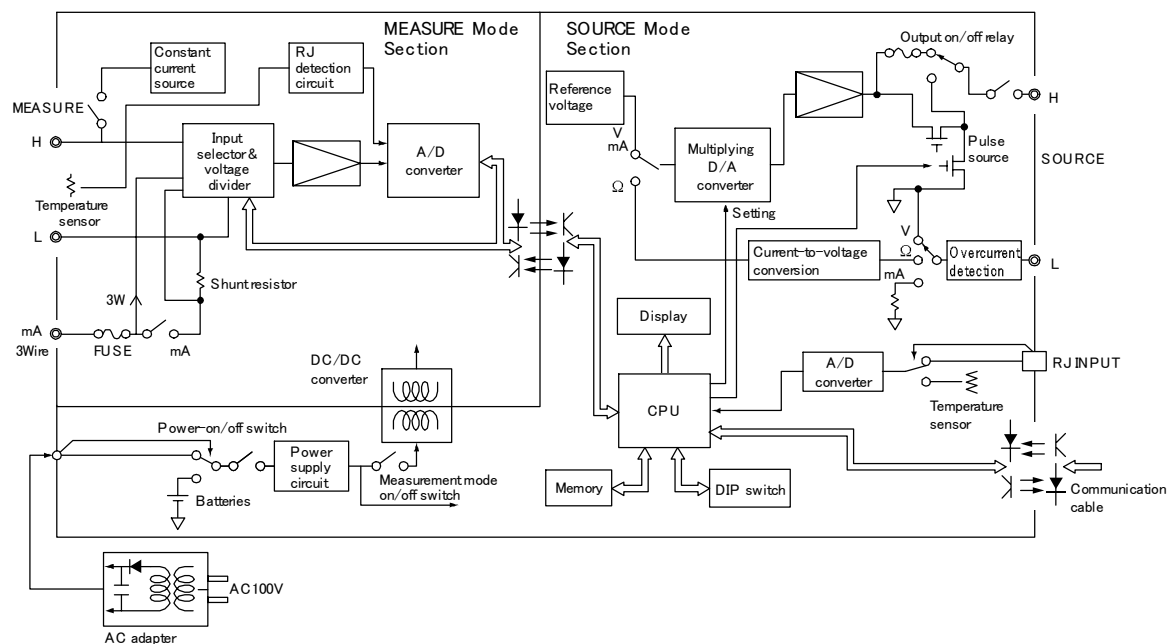 MEASURE Mode
Section
SOURCE Mode
Section
Constant
current
source
RJ
detection
circuit
MEASURE
H
Input
selector&
voltage
divider
A/D
converter
Temperature
sensor
L
Shunt resistor
3W
mA
3Wire
FUSE
mA
DC/DC
converter
Power-on/off switch
Power
supply
circuit
Batteries
Measurement mode
on/off switch
AC100V
AC adapter
Output on/off relay
Reference
voltage
H
V
mA
Ω
Multiplying
D/A
converter
Pulse
source
SOURCE
Setting
V
Ω
mA
Current-to-voltage
conversion
Overcurrent
detection
L
Display
A/D
converter
RJ INPUT
Temperature
sensor
CPU
Memory
DIP switch
Communication
cable